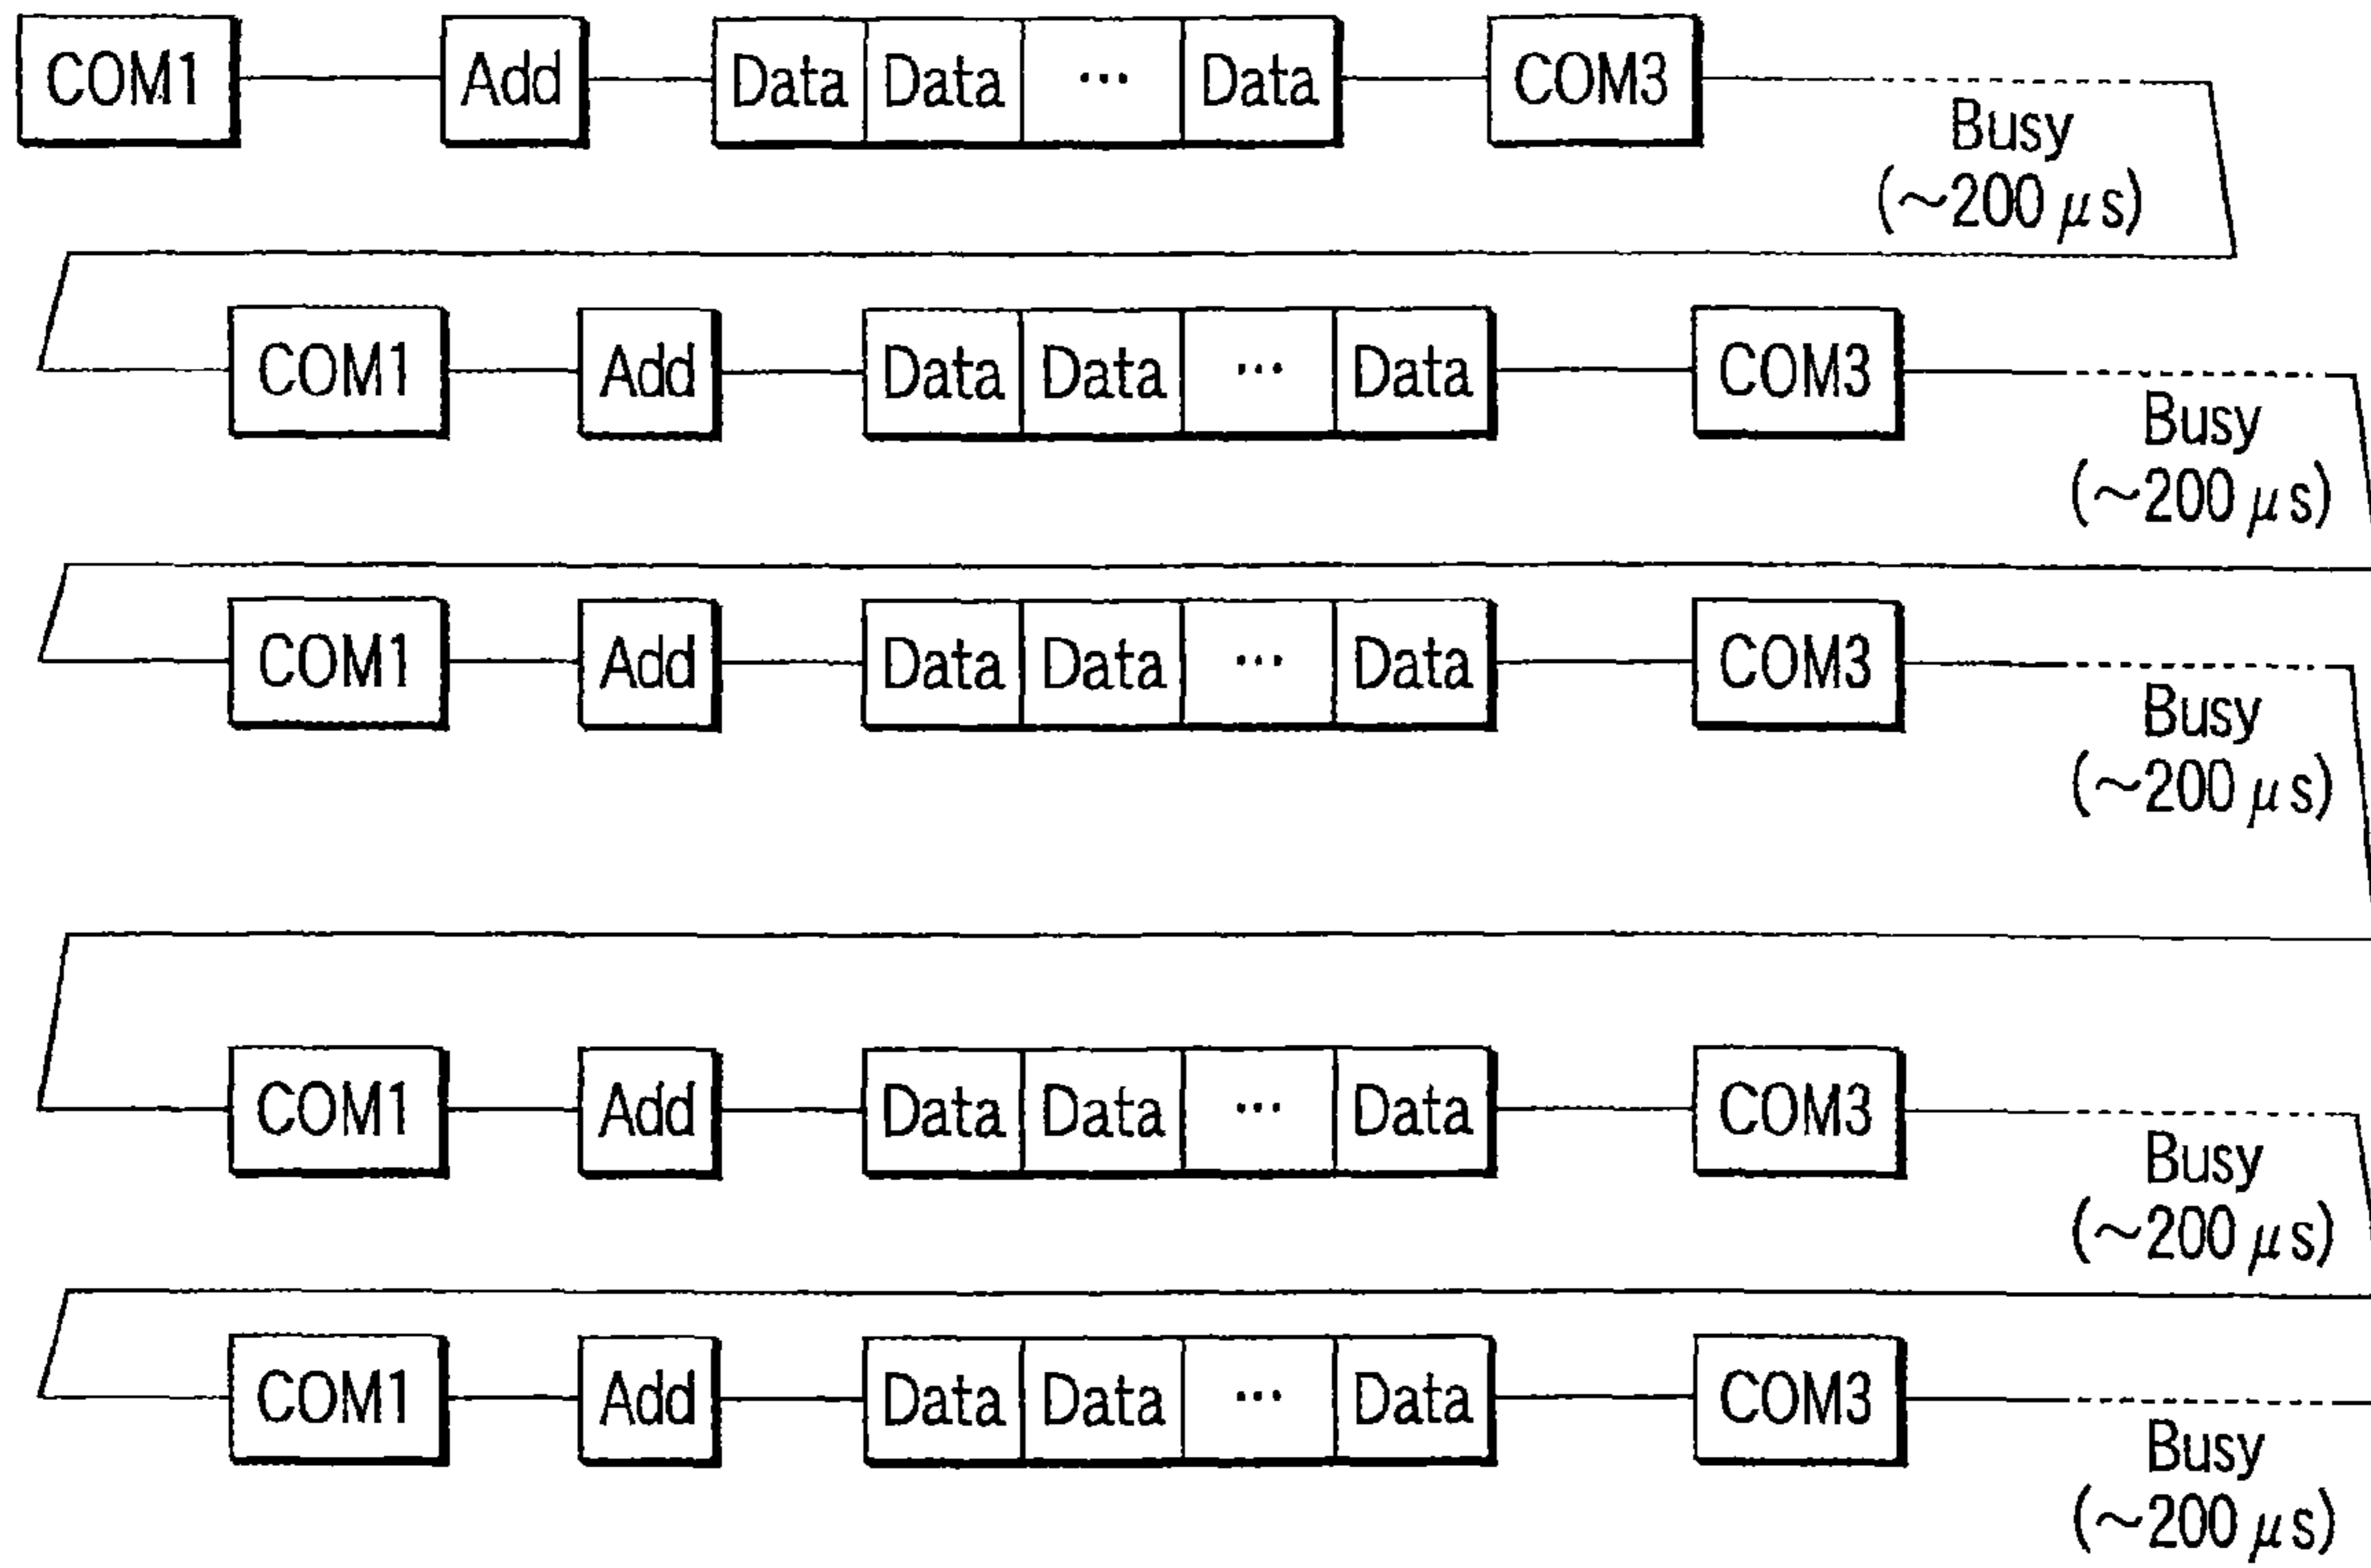 COM1 Add Data Data ... Data COM3
Busy
(~200 μs)
COM1 Add Data Data ... Data COM3
Busy
(~200 μs)
COM1 Add Data Data ... Data COM3
Busy
(~200 μs)
COM1 Add Data Data ... Data COM3
Busy
(~200 μs)
COM1 Add Data Data ... Data COM3
Busy
(~200 μs)